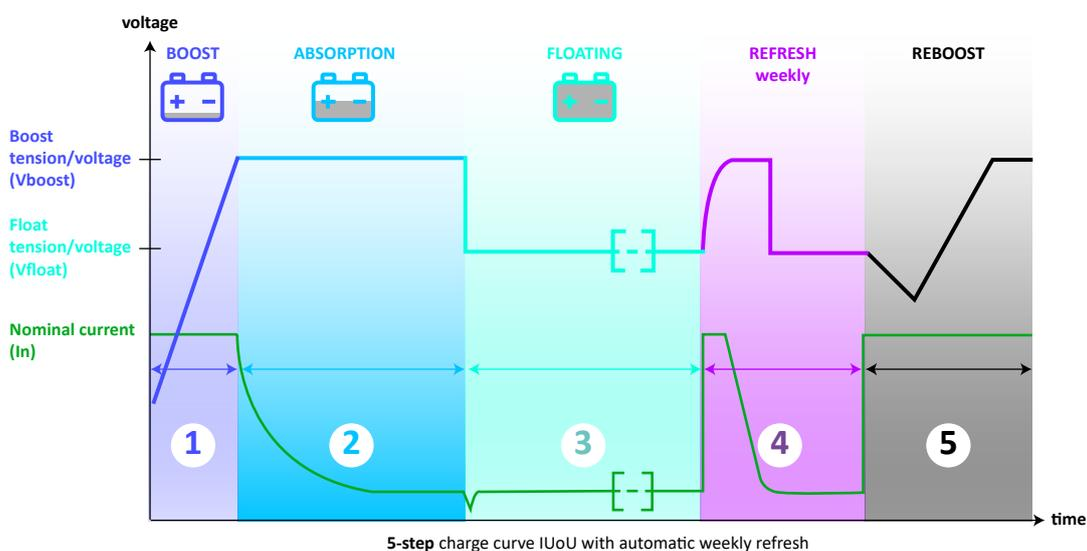 voltage
BOOST
ABSORPTION
FLOATING
REFRESH
weekly
REBOOST
+ −
+ −
+ −
Boost
tension/voltage
(Vboost)
Float
tension/voltage
(Vfloat)
Nominal current
(In)
1
2
3
4
5
time
5-step charge curve IUoU with automatic weekly refresh